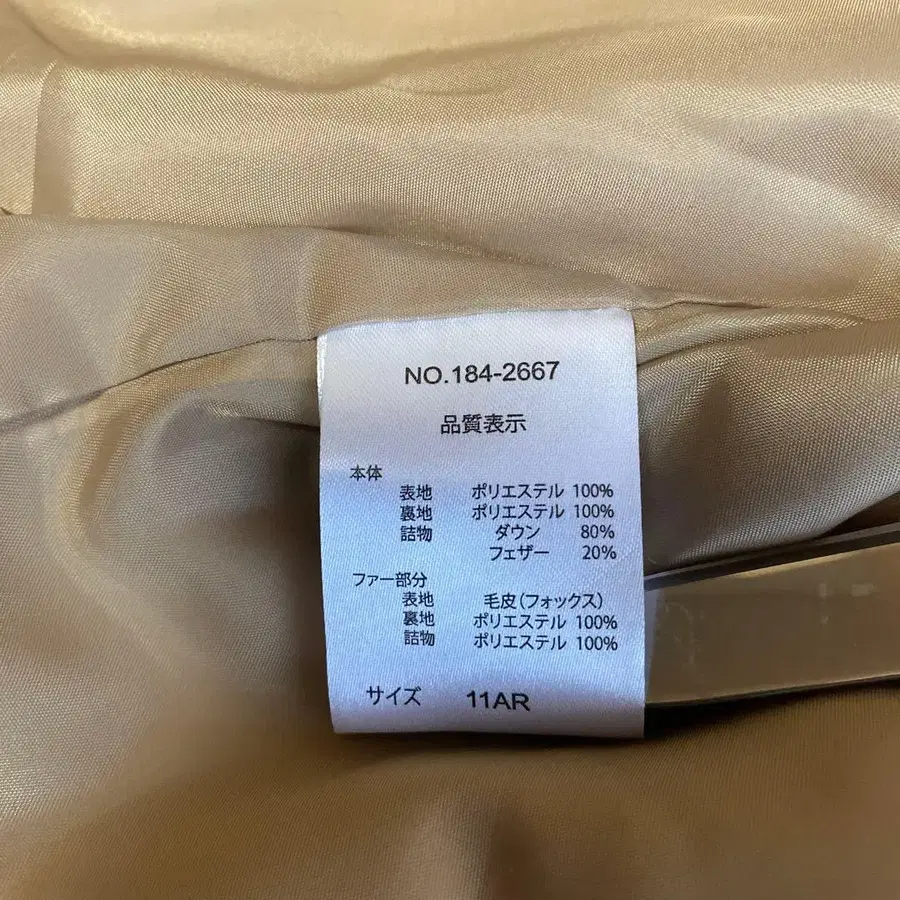 NO.184-2667
品質表示
本体
表地 ポリエステル 100%
裏地 ポリエステル 100%
詰物 ダウン 80%
フェザー 20%
ファー部分
表地 毛皮(フォックス)
裏地 ポリエステル 100%
詰物 ポリエステル 100%
サイズ 11AR